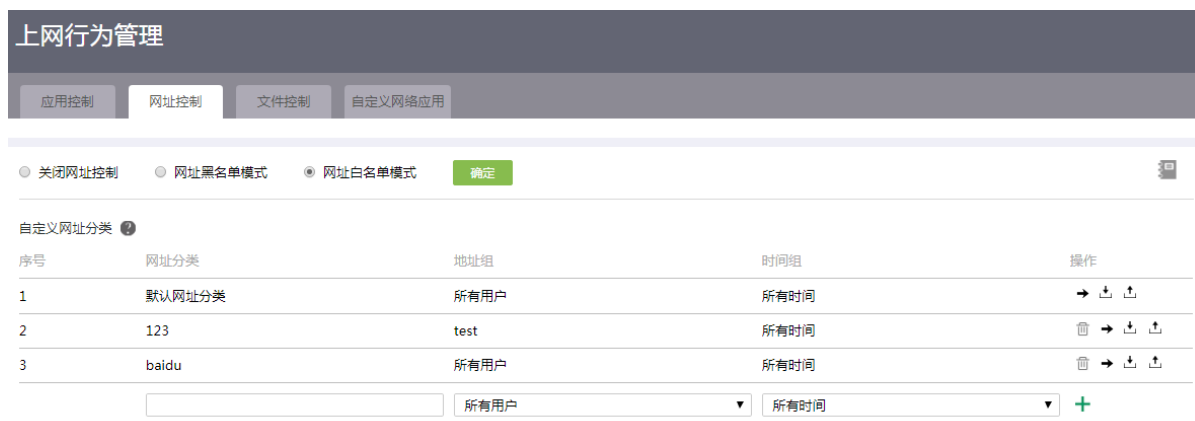 上网行为管理
应用控制 网址控制 文件控制 自定义网络应用
关闭网址控制 网址黑名单模式 网址白名单模式 确定
自定义网址分类 ?
序号 网址分类 地址组 时间组 操作
1 默认网址分类 所有用户 所有时间
2 123 test 所有时间
3 baidu 所有用户 所有时间
所有用户 所有时间